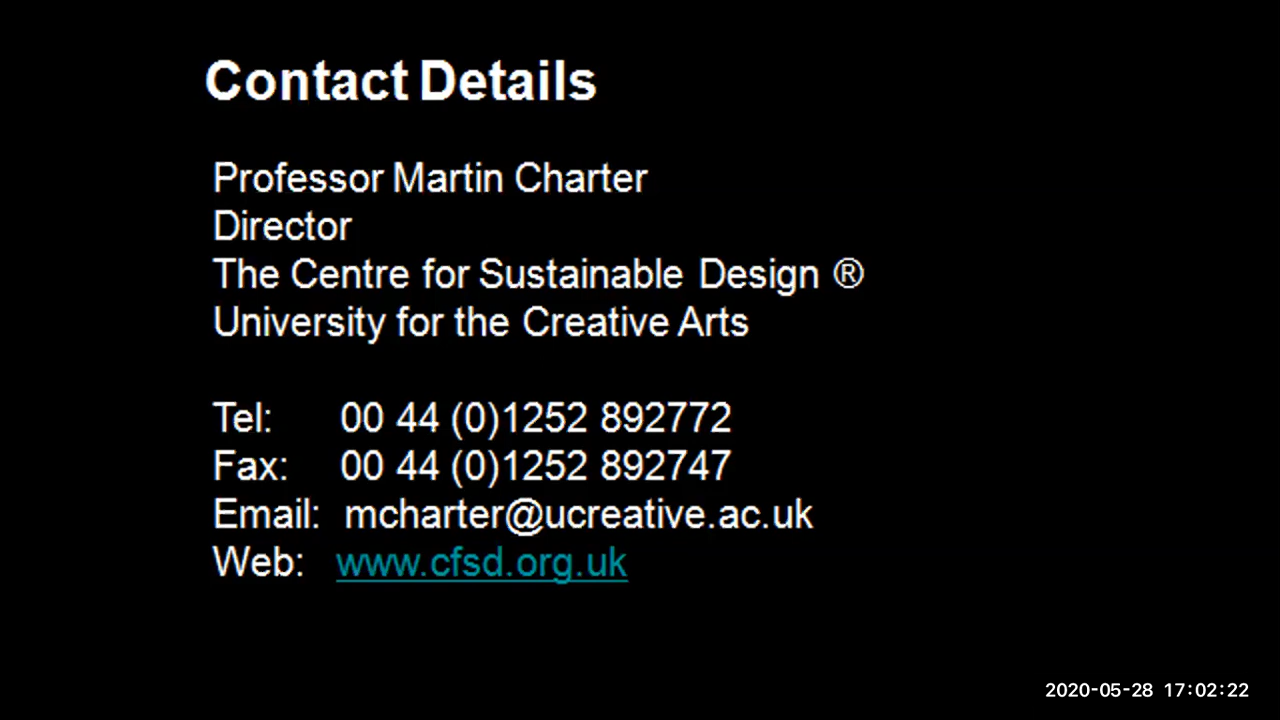 Contact Details
Professor Martin Charter
Director
The Centre for Sustainable Design ®
University for the Creative Arts
Tel: 00 44 (0)1252 892772
Fax: 00 44 (0)1252 892747
Email: mcharter@ucreative.ac.uk
Web: www.cfsd.org.uk
2020-05-28 17:02:22